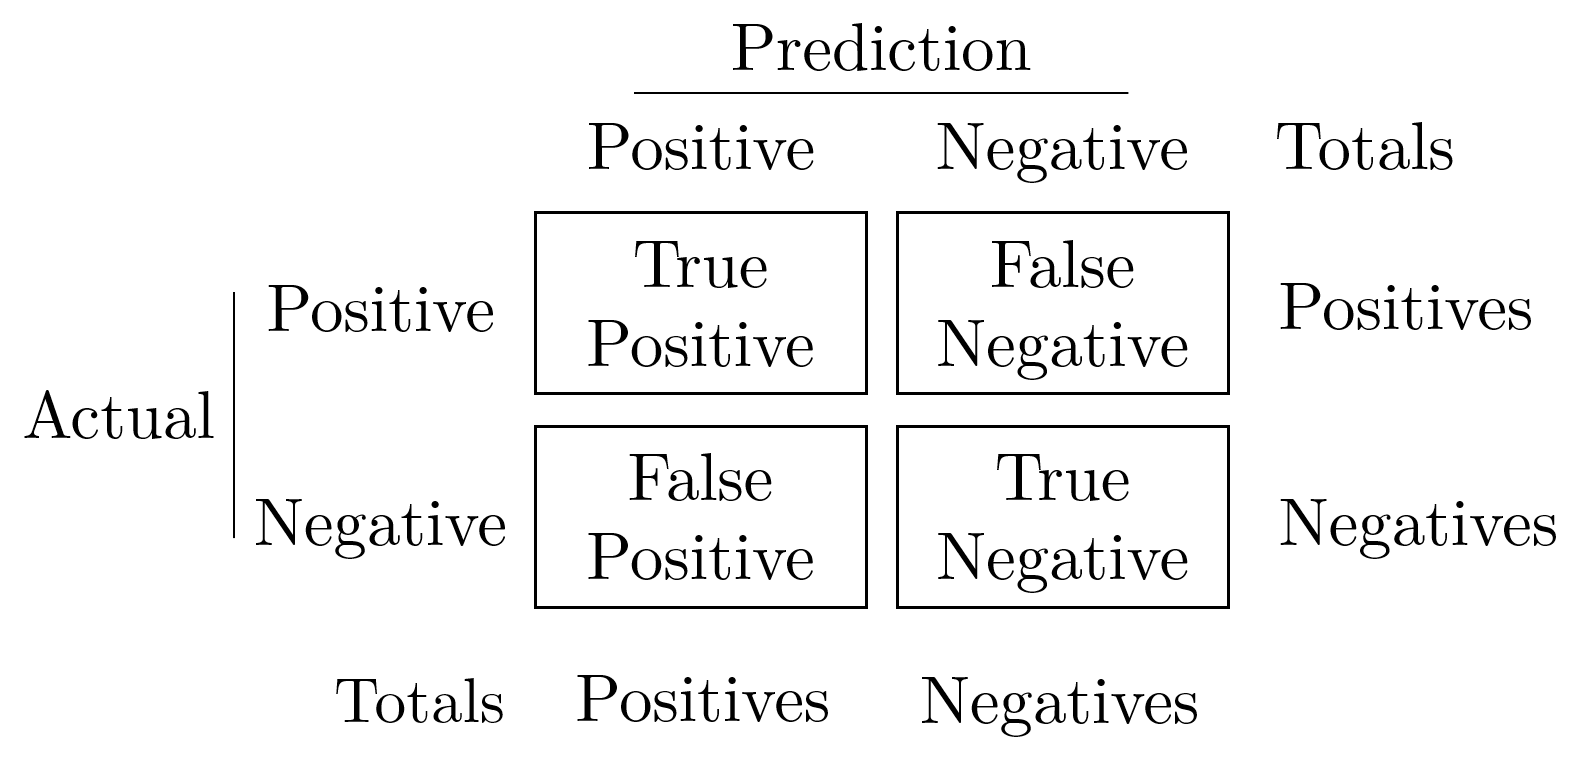 Prediction
Positive Negative Totals
True False
Positive Positives
Positive Negative
Actual
False True
Negative Negatives
Positive Negative
Totals Positives Negatives